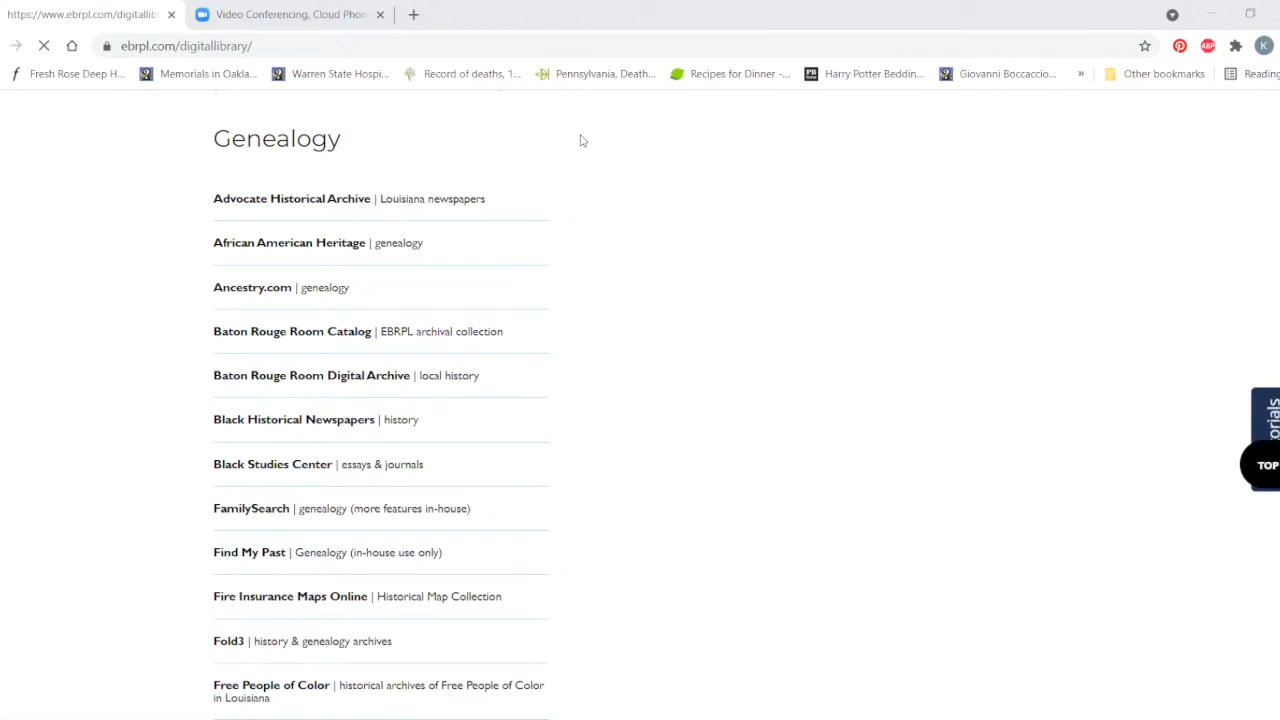 https://www.ebrpl.com/digitallibr
Video Conferencing, Cloud Phon
ebrpl.com/digitallibrary/
ABP
K
Fresh Rose Deep H...
Memorials in Oakla...
Warren State Hospi...
Record of deaths, 1...
Pennsylvania, Death...
Recipes for Dinner -...
Harry Potter Beddin...
Giovanni Boccaccio...
»
Other bookmarks
Reading
Genealogy
Advocate Historical Archive | Louisiana newspapers
African American Heritage | genealogy
Ancestry.com | genealogy
Baton Rouge Room Catalog | EBRPL archival collection
Baton Rouge Room Digital Archive | local history
Black Historical Newspapers | history
orials
Black Studies Center | essays & journals
TOP
FamilySearch | genealogy (more features in-house)
Find My Past | Genealogy (in-house use only)
Fire Insurance Maps Online | Historical Map Collection
Fold3 | history & genealogy archives
Free People of Color | historical archives of Free People of Color
in Louisiana